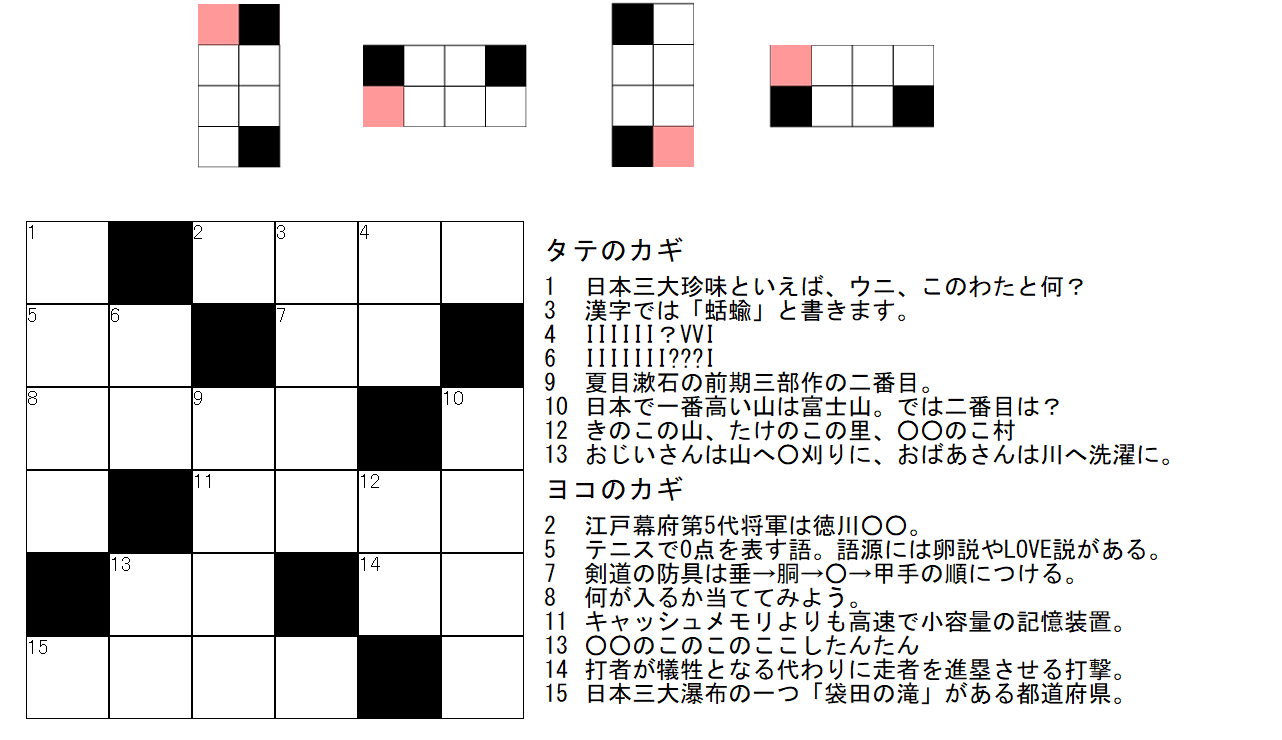 1
2
3
4
5
6
7
8
9
10
11
12
13
14
15
タテのカギ
1 日本三大珍味といえば、ウニ、このわたと何？
3 漢字では「蛞蝓」と書きます。
4 IIIIII？VVI
6 IIIIIII???I
9 夏目漱石の前期三部作の二番目。
10 日本で一番高い山は富士山。では二番目は？
12 きのこの山、たけのこの里、〇〇のこ村
13 おじいさんは山へ〇刈りに、おばあさんは川へ洗濯に。
ヨコのカギ
2 江戸幕府第5代将軍は徳川〇〇。
5 テニスで0点を表す語。語源には卵説やLOVE説がある。
7 剣道の防具は垂→胴→〇→甲手の順につける。
8 何が入るか当ててみよう。
11 キャッシュメモリよりも高速で小容量の記憶装置。
13 〇〇のこのこのここしたんたん
14 打者が犠牲となる代わりに走者を進塁させる打撃。
15 日本三大瀑布の一つ「袋田の滝」がある都道府県。